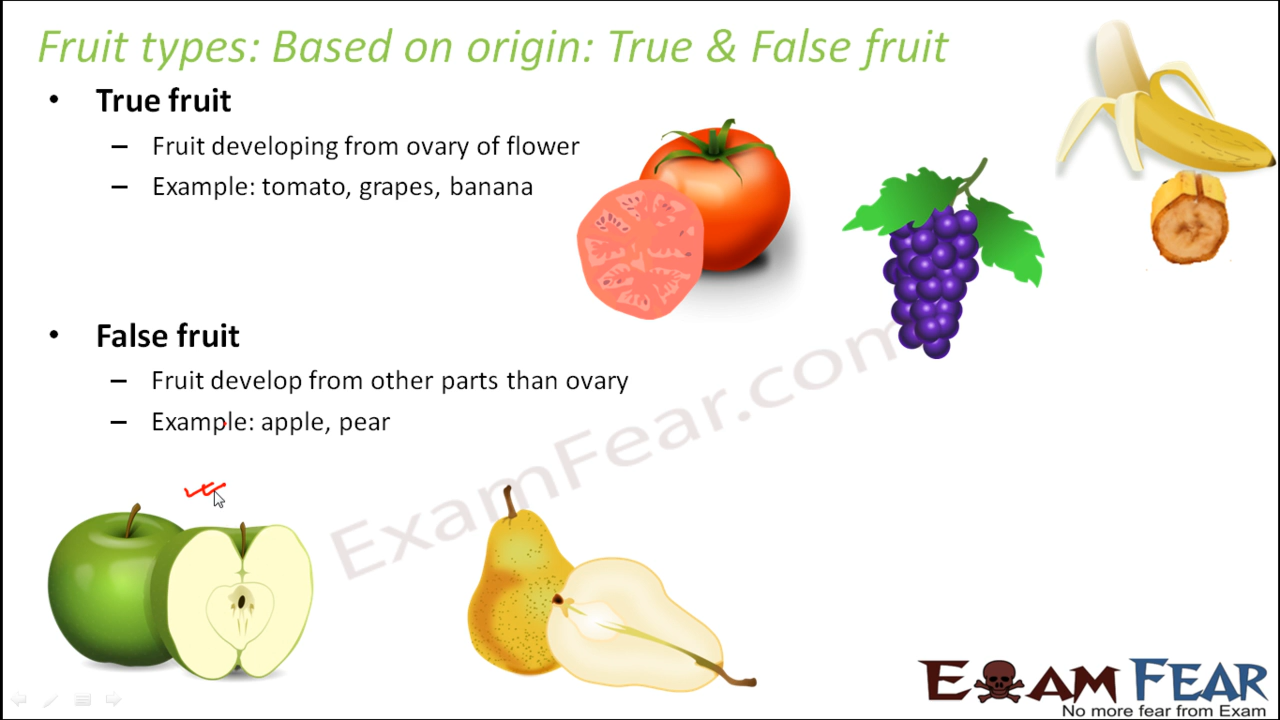 Fruit types: Based on origin: True & False fruit
• True fruit
– Fruit developing from ovary of flower
– Example: tomato, grapes, banana
• False fruit
– Fruit develop from other parts than ovary
– Example: apple, pear
ExamFear.com
EXAM FEAR
No more fear from Exam